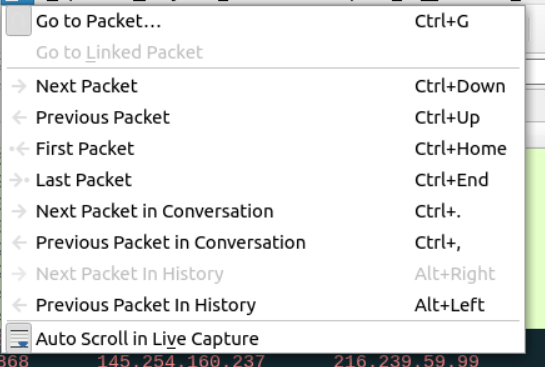 Go to Packet… Ctrl+G
Go to Linked Packet
Next Packet Ctrl+Down
Previous Packet Ctrl+Up
First Packet Ctrl+Home
Last Packet Ctrl+End
Next Packet in Conversation Ctrl+.
Previous Packet in Conversation Ctrl+,
Next Packet In History Alt+Right
Previous Packet In History Alt+Left
Auto Scroll in Live Capture
868 145.254.160.237 216.239.59.99